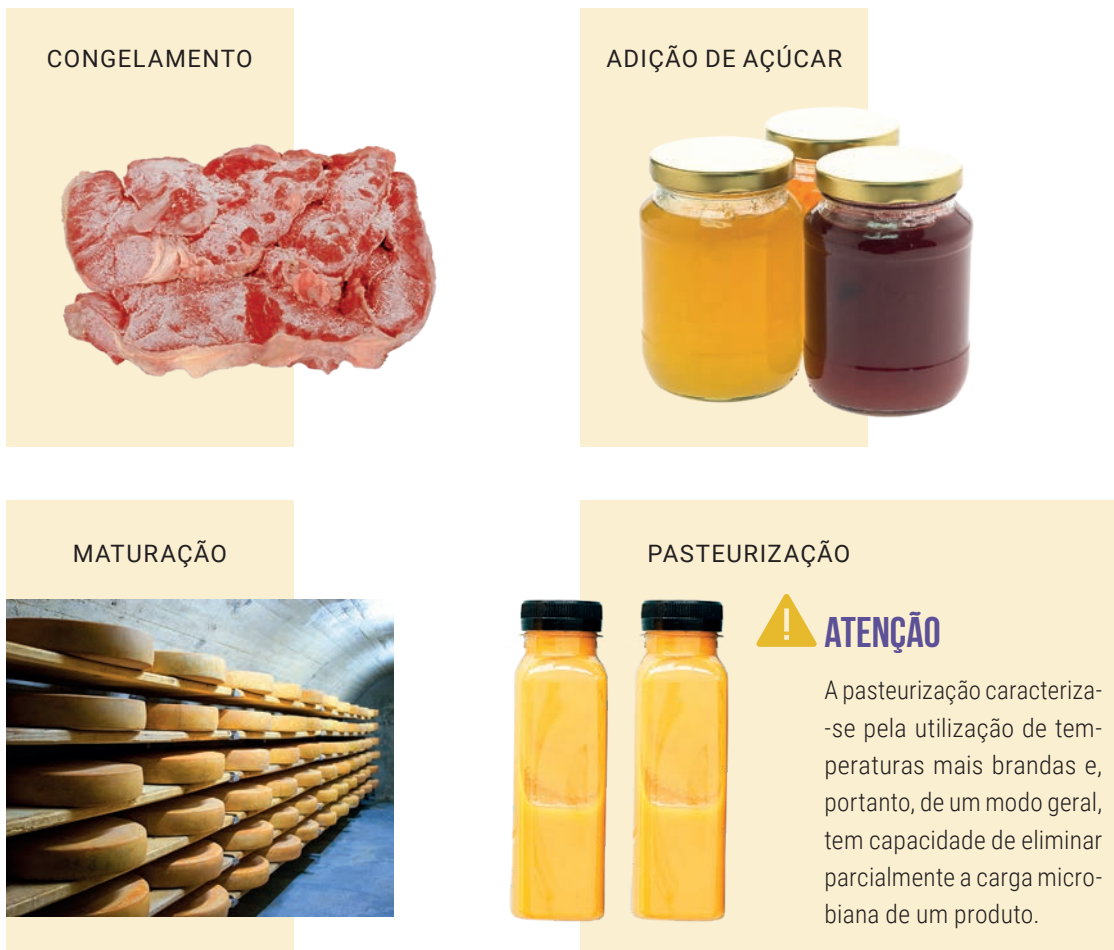 CONGELAMENTO
ADIÇÃO DE AÇÚCAR
MATURAÇÃO
PASTEURIZAÇÃO
ATENÇÃO
A pasteurização caracteriza-
-se pela utilização de tem-
peraturas mais brandas e,
portanto, de um modo geral,
tem capacidade de eliminar
parcialmente a carga micro-
biana de um produto.